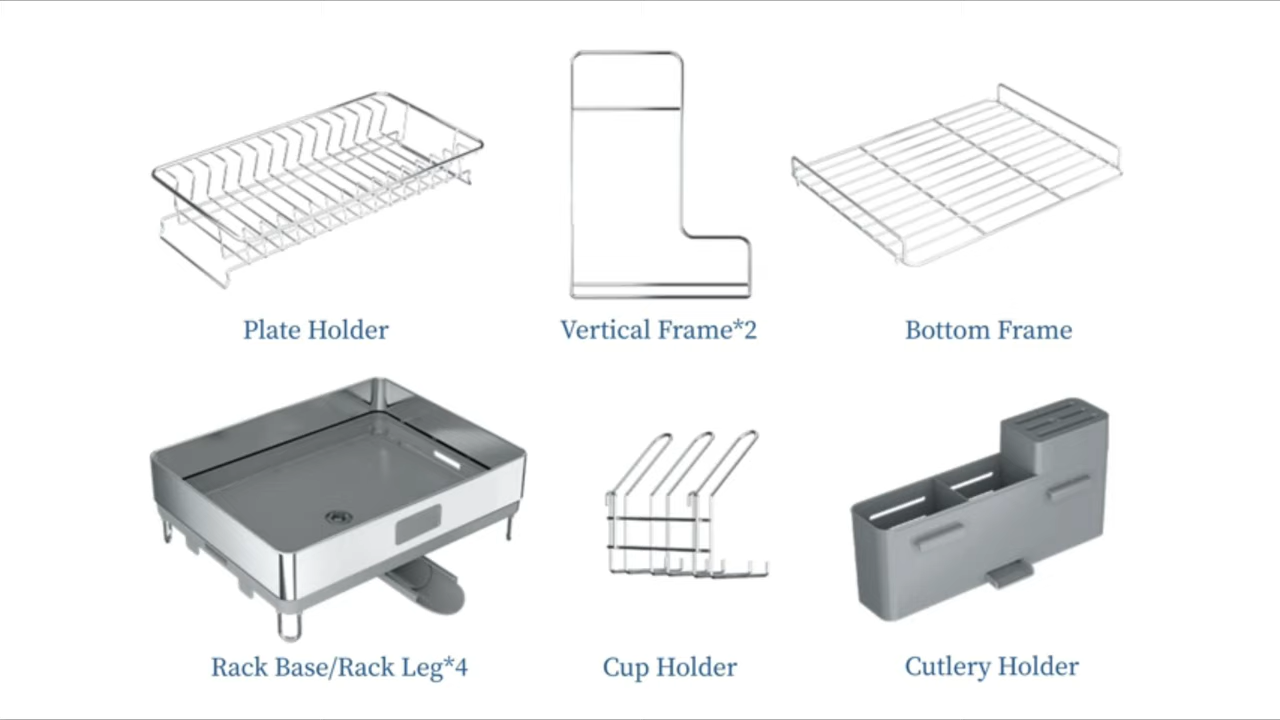 Plate Holder
Vertical Frame*2
Bottom Frame
Rack Base/Rack Leg*4
Cup Holder
Cutlery Holder